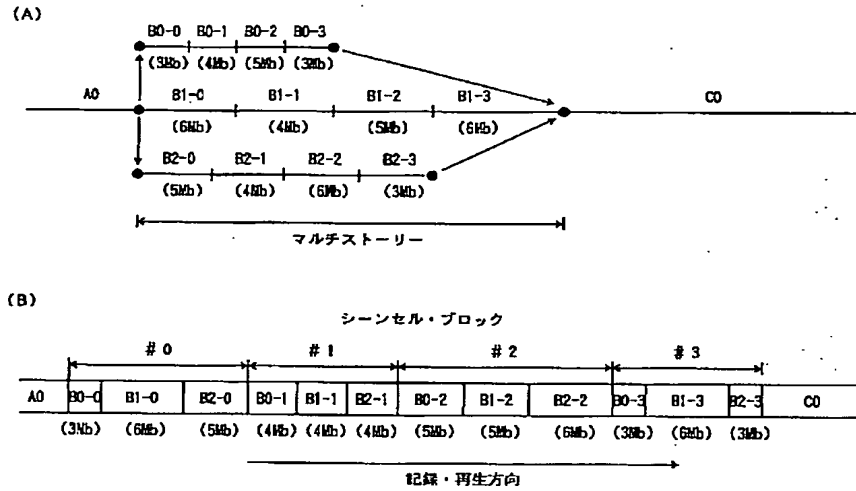 (A)
B0-0 B0-1 B0-2 B0-3
(3Mb) (4Mb) (5Mb) (3Mb)
A0 B1-0 B1-1 B1-2 B1-3 C0
(6Mb) (4Mb) (5Mb) (6Mb)
B2-0 B2-1 B2-2 B2-3
(5Mb) (4Mb) (6Mb) (3Mb)
マルチストーリー
(B)
シーンセル・ブロック
#0 #1 #2 #3
A0 B0-0 B1-0 B2-0 B0-1 B1-1 B2-1 B0-2 B1-2 B2-2 B0-3 B1-3 B2-3 C0
(3Mb) (6Mb) (5Mb) (4Mb) (4Mb) (4Mb) (5Mb) (5Mb) (6Mb) (3Mb) (6Mb) (3Mb)
記録・再生方向